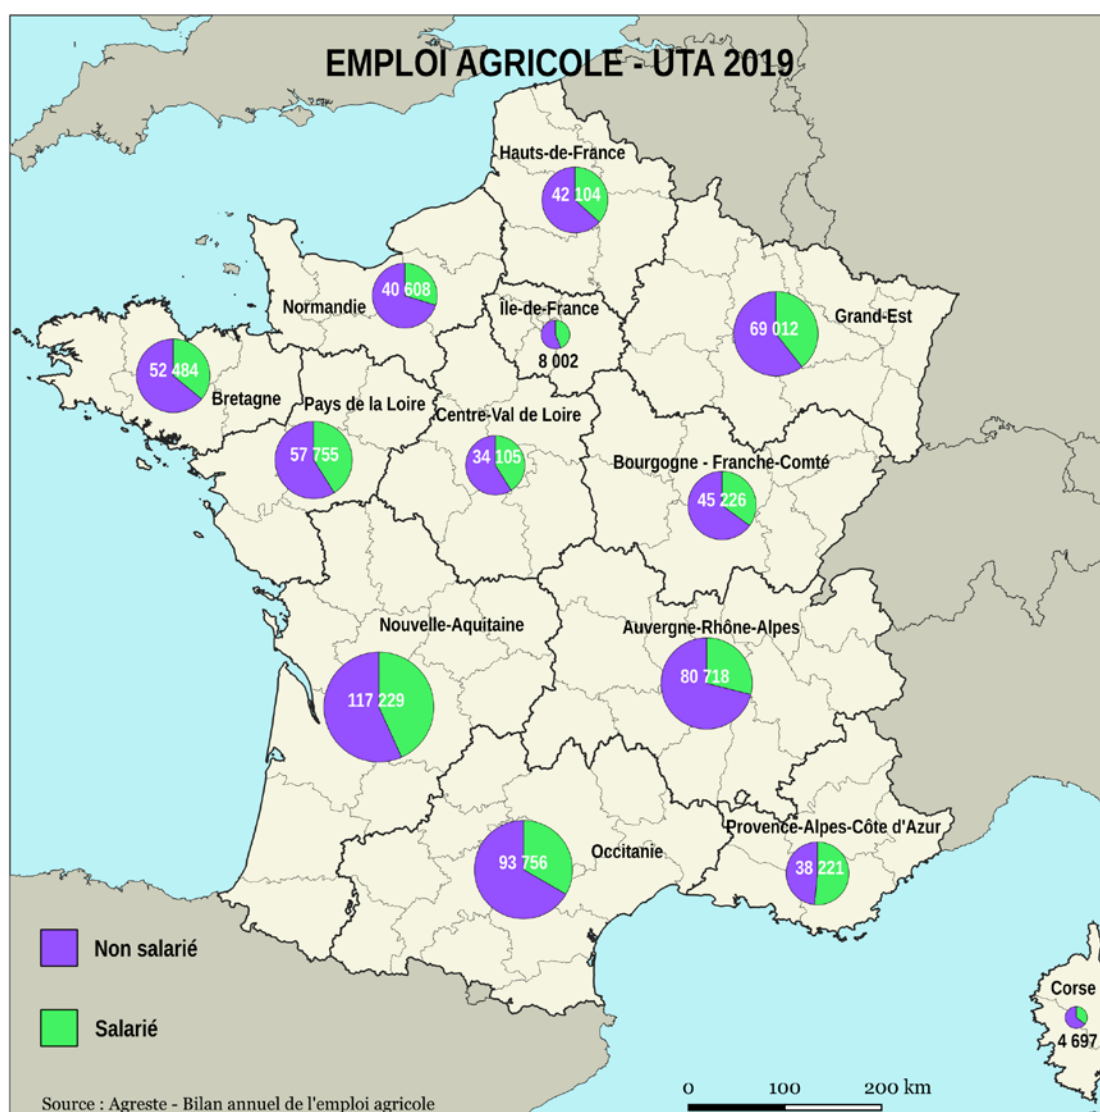 EMPLOI AGRICOLE - UTA 2019
Hauts-de-France
42 104
Normandie
40 608
Île-de-France
8 002
Grand-Est
69 012
52 484
Bretagne
Pays de la Loire
57 755
Centre-Val de Loire
34 105
Bourgogne - Franche-Comté
45 226
Nouvelle-Aquitaine
117 229
Auvergne-Rhône-Alpes
80 718
Provence-Alpes-Côte d'Azur
38 221
93 756
Occitanie
Non salarié
Salarié
Corse
4 697
0 100 200 km
Source : Agreste - Bilan annuel de l'emploi agricole